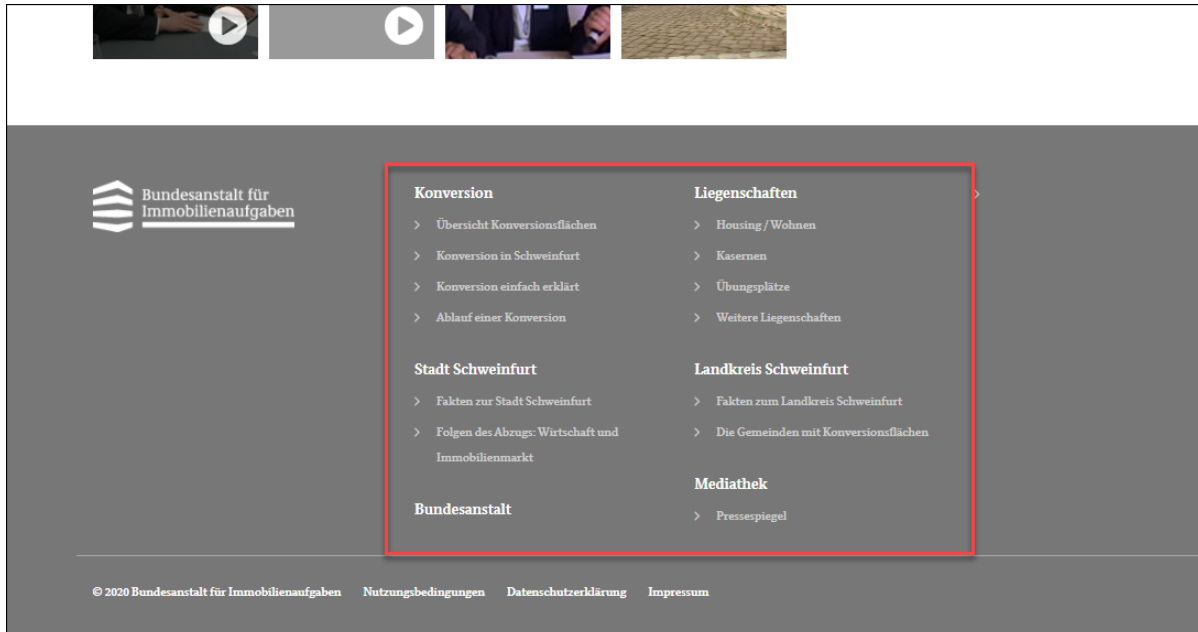 Bundesanstalt für
Immobilienaufgaben
Konversion
Übersicht Konversionsflächen
Konversion in Schweinfurt
Konversion einfach erklärt
Ablauf einer Konversion
Stadt Schweinfurt
Fakten zur Stadt Schweinfurt
Folgen des Abzugs: Wirtschaft und
Immobilienmarkt
Bundesanstalt
Liegenschaften
Housing / Wohnen
Kasernen
Übungsplätze
Weitere Liegenschaften
Landkreis Schweinfurt
Fakten zum Landkreis Schweinfurt
Die Gemeinden mit Konversionsflächen
Mediathek
Pressespiegel
© 2020 Bundesanstalt für Immobilienaufgaben Nutzungsbedingungen Datenschutzerklärung Impressum